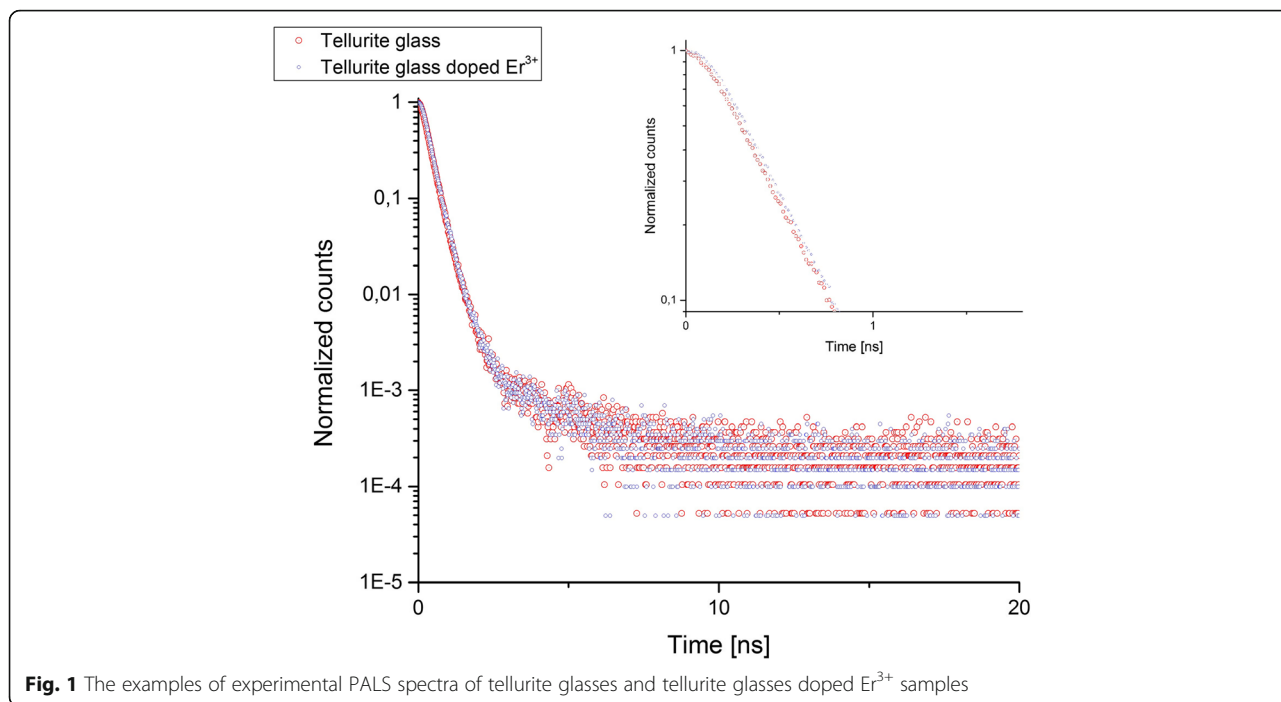 Tellurite glass
Tellurite glass doped Er3+
1
0,1
0,01
1E-3
1E-4
1E-5
Normalized counts
0
10
20
Time [ns]
1
0,1
Normalized counts
0
1
Time [ns]
Fig. 1 The examples of experimental PALS spectra of tellurite glasses and tellurite glasses doped Er3+ samples